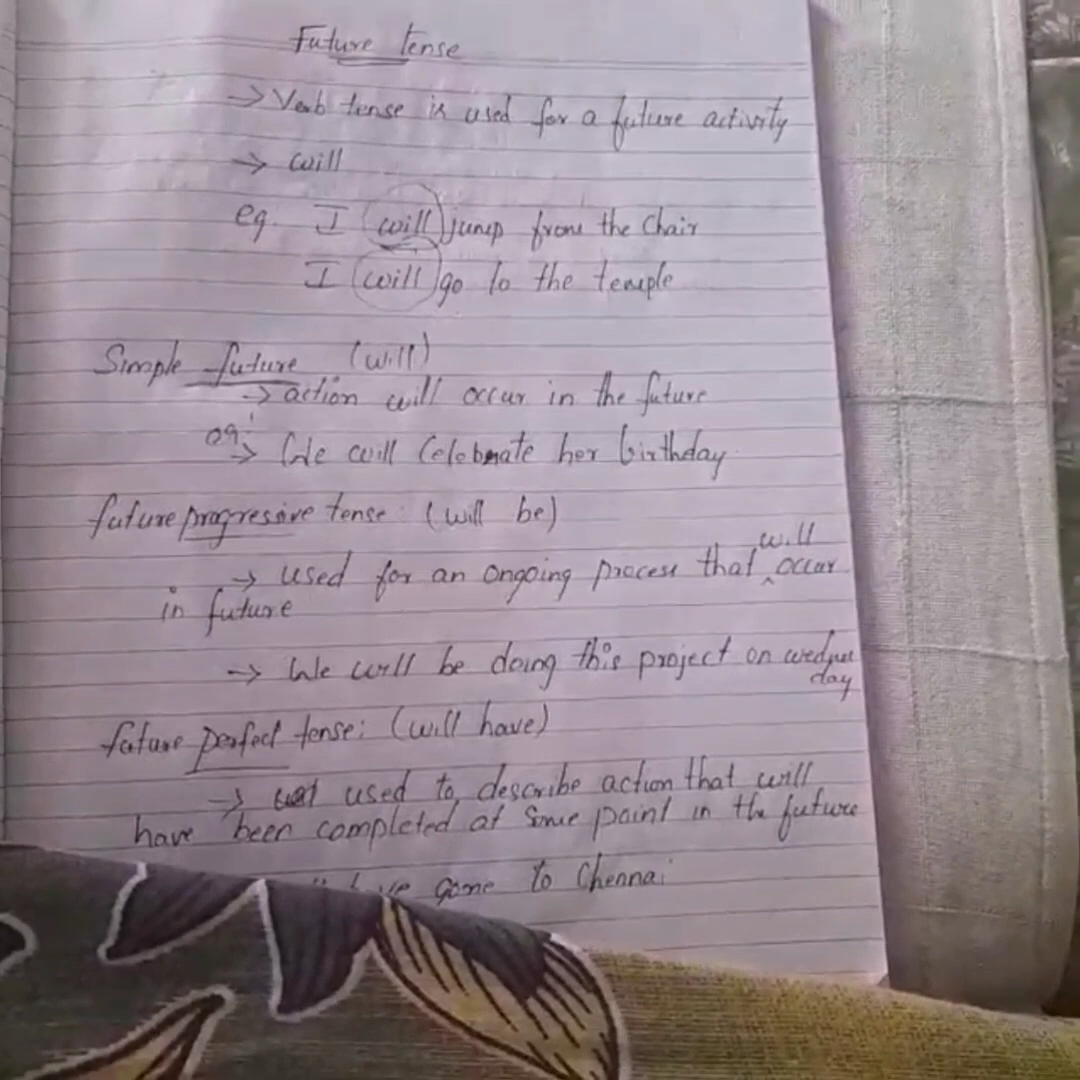 Future tense
→ Verb tense is used for a future activity
→ will
eg. I will jump from the chair
I will go to the temple
Simple future (will)
→ action will occur in the future
eg: → We will Celebrate her birthday
future progressive tense: (will be)
→ used for an ongoing process that will occur
in future
→ We will be doing this project on wednes
day
future perfect tense: (will have)
→ used to describe action that will
have been completed at Some point in the future
have gone to Chennai